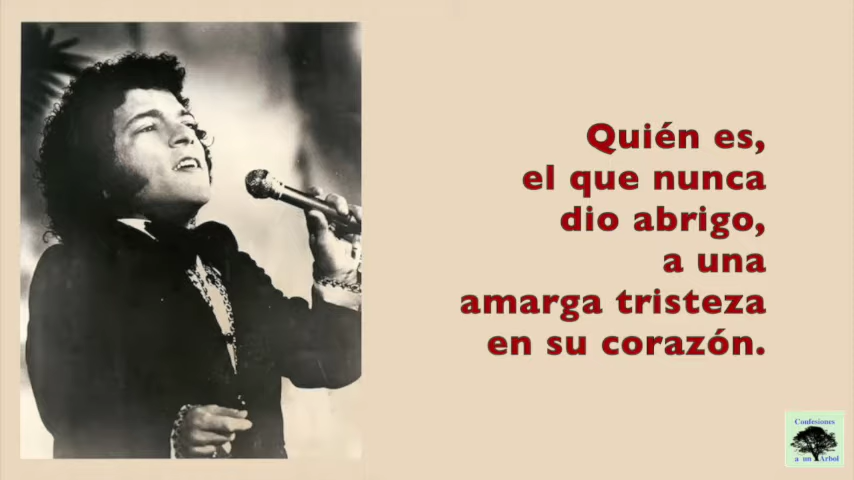 Quién es,
el que nunca
dio abrigo,
a una
amarga tristeza
en su corazón.
Confesiones
a un Árbol